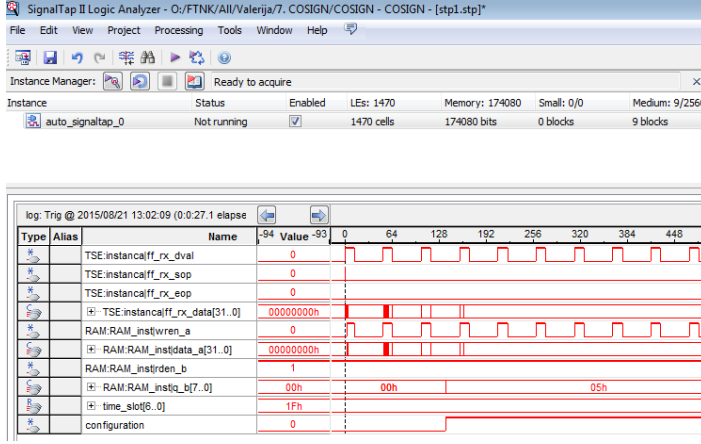 SignalTap II Logic Analyzer - O:/FTNK/All/Valerija/7. COSIGN/COSIGN - COSIGN - [stp1.stp]*
File Edit View Project Processing Tools Window Help
Instance Manager: Ready to acquire
Instance Status Enabled LEs: 1470 Memory: 174080 Small: 0/0 Medium: 9/256
auto_signaltap_0 Not running 1470 cells 174080 bits 0 blocks 9 blocks
log: Trig @ 2015/08/21 13:02:09 (0:0:27.1 elapse
Type Alias Name -94 Value -93 0 64 128 192 256 320 384 448
TSE:instanca|ff_rx_dval 0
TSE:instanca|ff_rx_sop 0
TSE:instanca|ff_rx_eop 0
TSE:instanca|ff_rx_data[31..0] 00000000h
RAM:RAM_inst|wren_a 0
RAM:RAM_inst|data_a[31..0] 00000000h
RAM:RAM_inst|rden_b 1
RAM:RAM_inst|q_b[7..0] 00h 00h 05h
time_slot[6..0] 1Fh
configuration 0